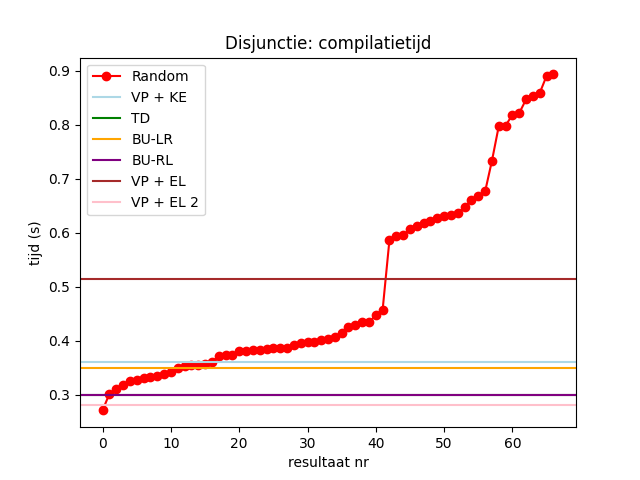 Disjunctie: compilatietijd
Random
VP + KE
TD
BU-LR
BU-RL
VP + EL
VP + EL 2
tijd (s)
0.9
0.8
0.7
0.6
0.5
0.4
0.3
0 10 20 30 40 50 60
resultaat nr